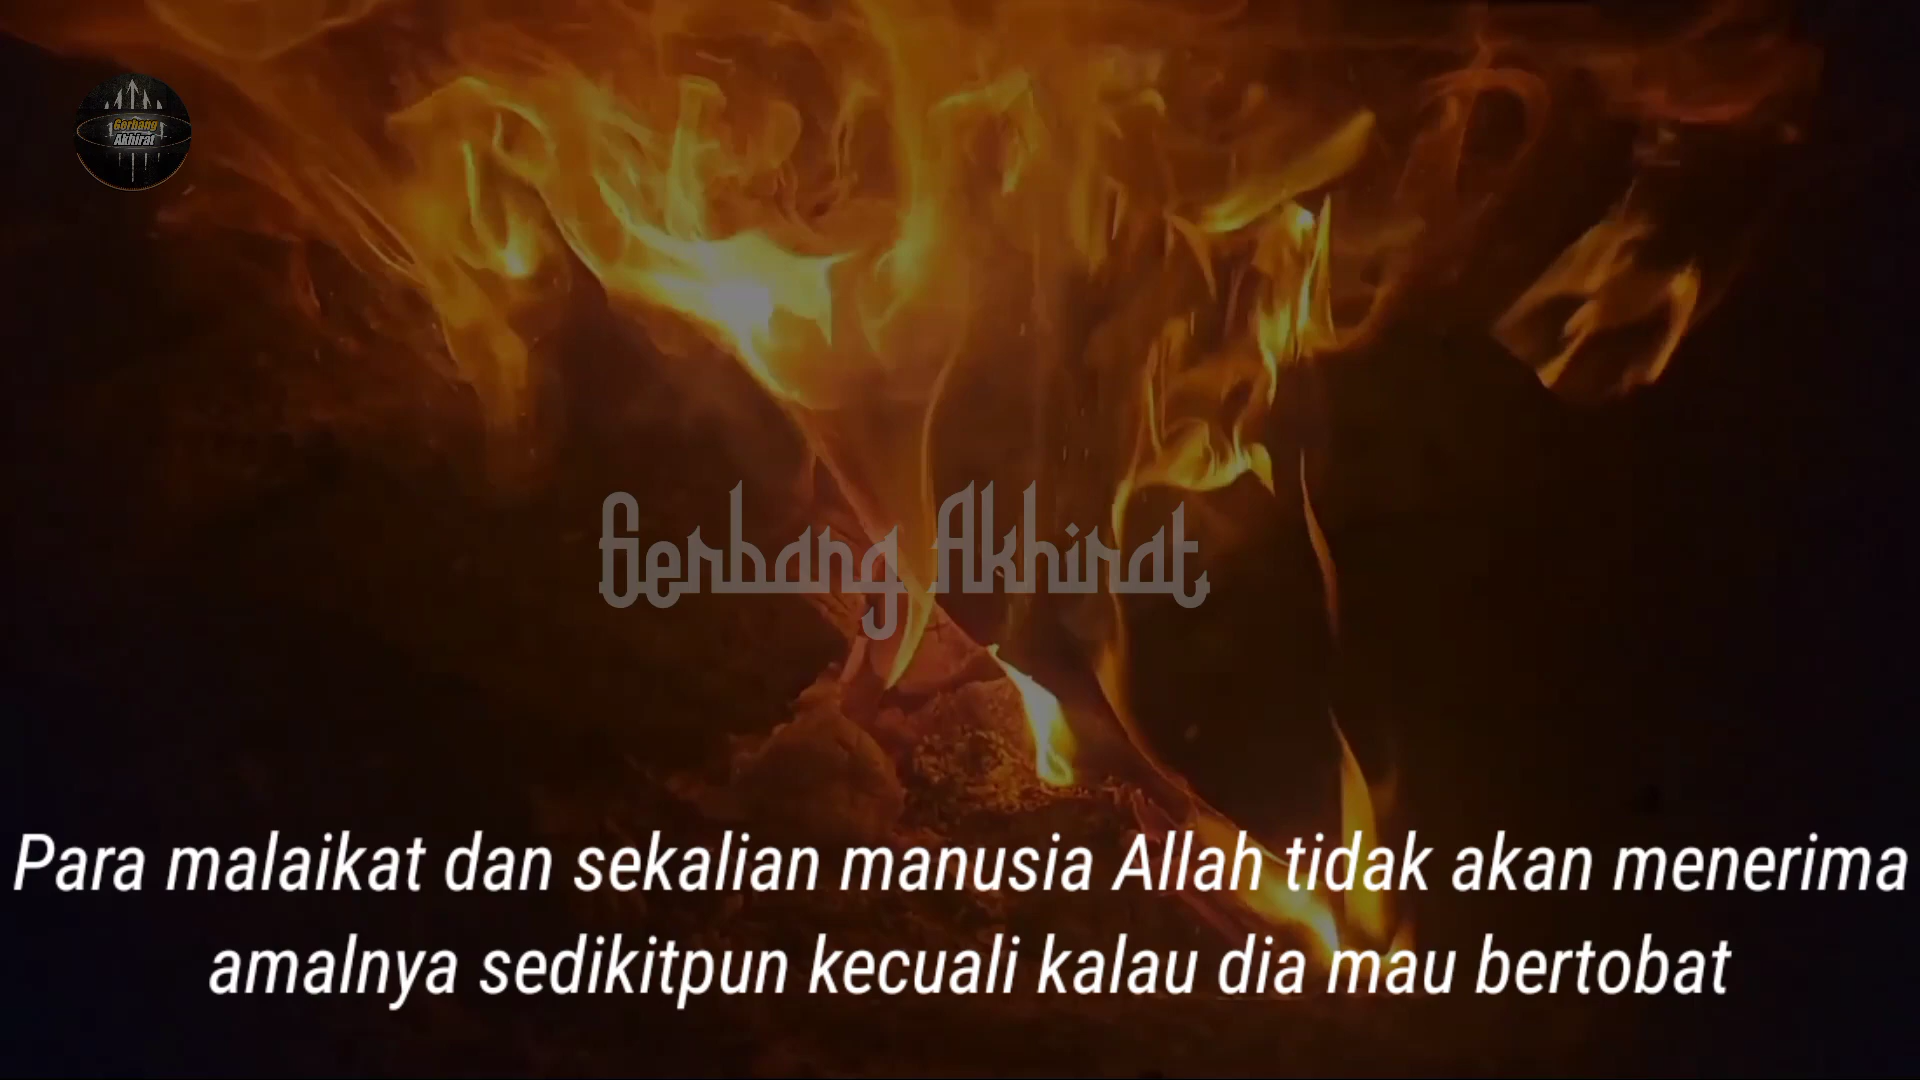 Gerbang
Akhirat
Gerbang Akhirat
Para malaikat dan sekalian manusia Allah tidak akan menerima
amalnya sedikitpun kecuali kalau dia mau bertobat